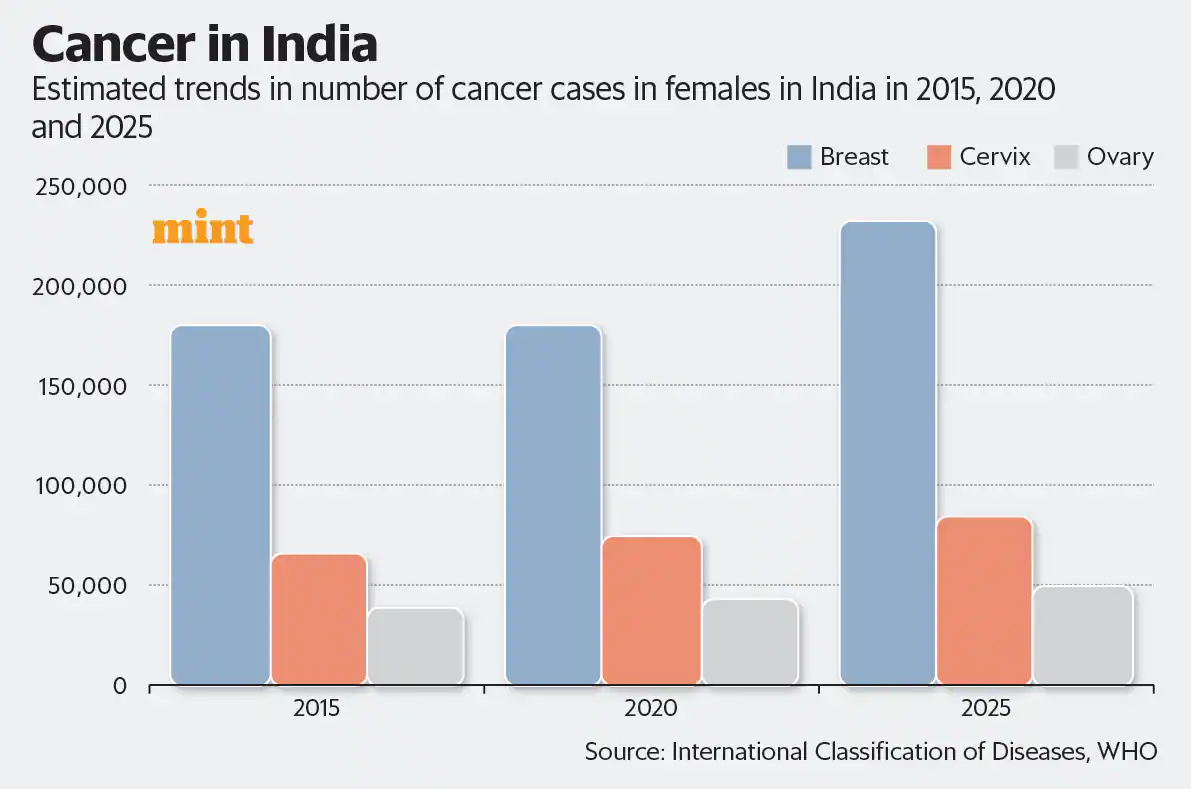 Cancer in India
Estimated trends in number of cancer cases in females in India in 2015, 2020
and 2025
Breast Cervix Ovary
250,000
mint
200,000
150,000
100,000
50,000
0
2015 2020 2025
Source: International Classification of Diseases, WHO